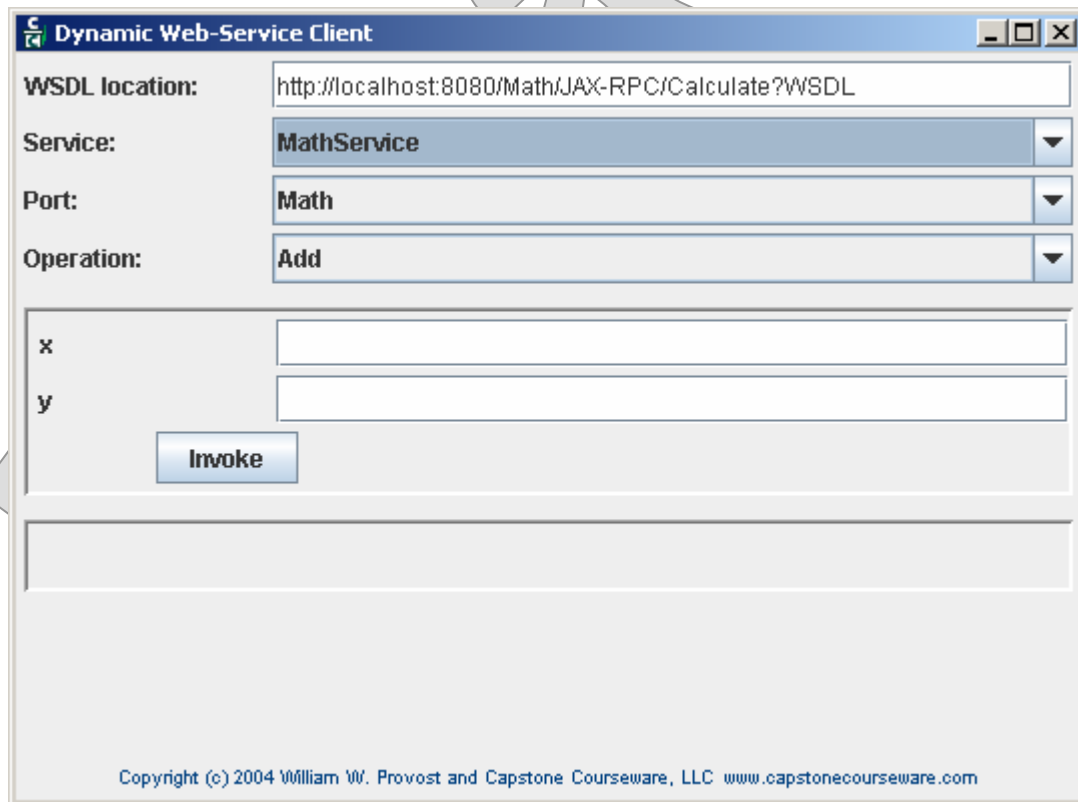 Dynamic Web-Service Client
WSDL location: http://localhost:8080/Math/JAX-RPC/Calculate?WSDL
Service: MathService
Port: Math
Operation: Add
x
y
Invoke
Copyright (c) 2004 William W. Provost and Capstone Courseware, LLC www.capstonecourseware.com